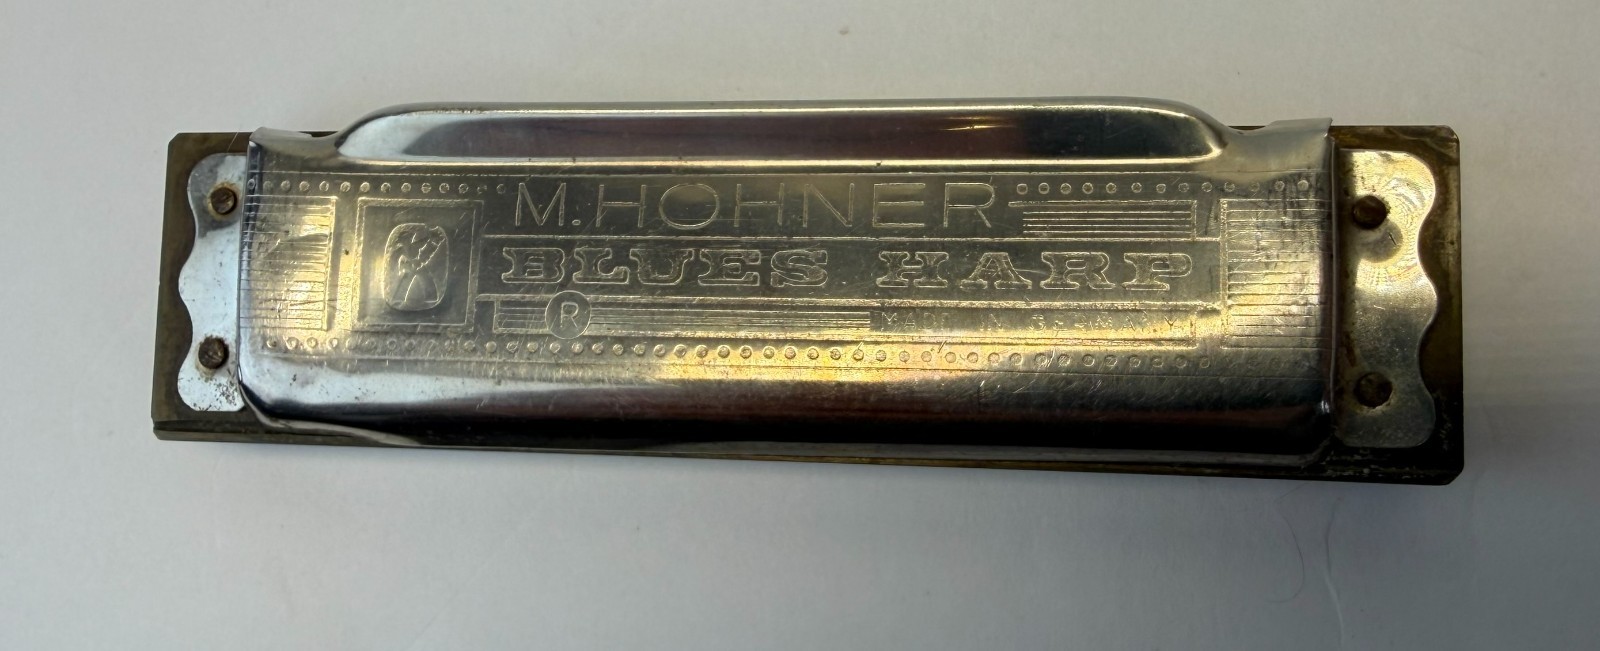 M. HOHNER
BLUES HARP
®
MADE IN GERMANY